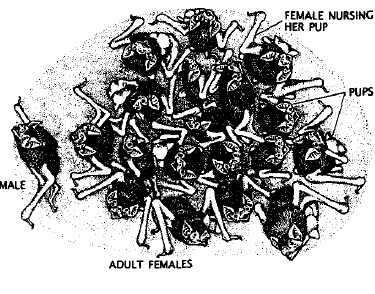 FEMALE NURSING
HER PUP
PUPS
MALE
ADULT FEMALES